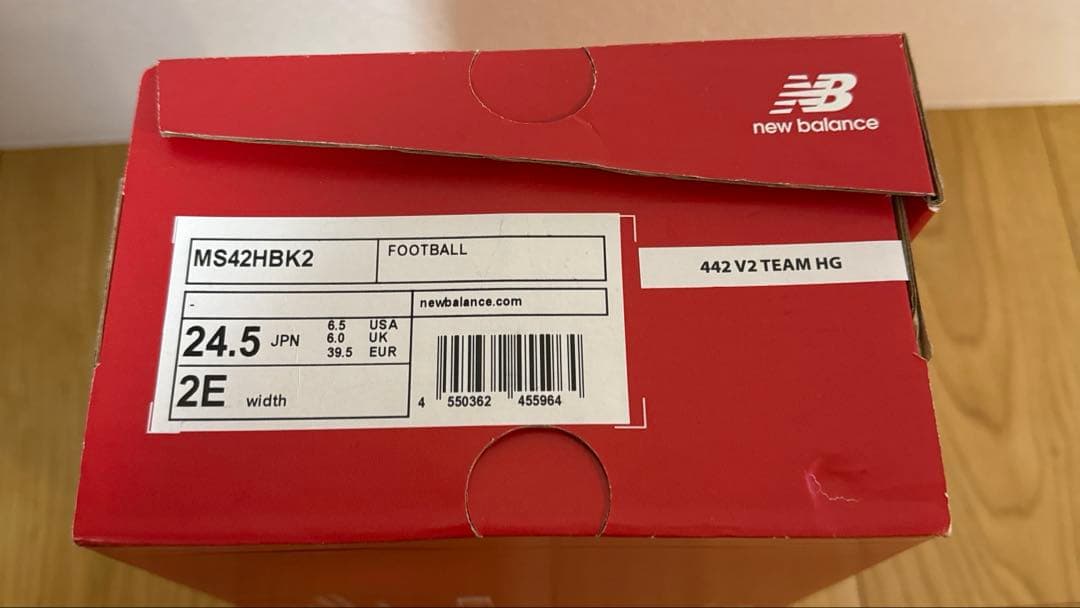 NB
new balance
MS42HBK2
FOOTBALL
442 V2 TEAM HG
-
newbalance.com
24.5 JPN
6.5 USA
6.0 UK
39.5 EUR
2E width
4 550362 455964